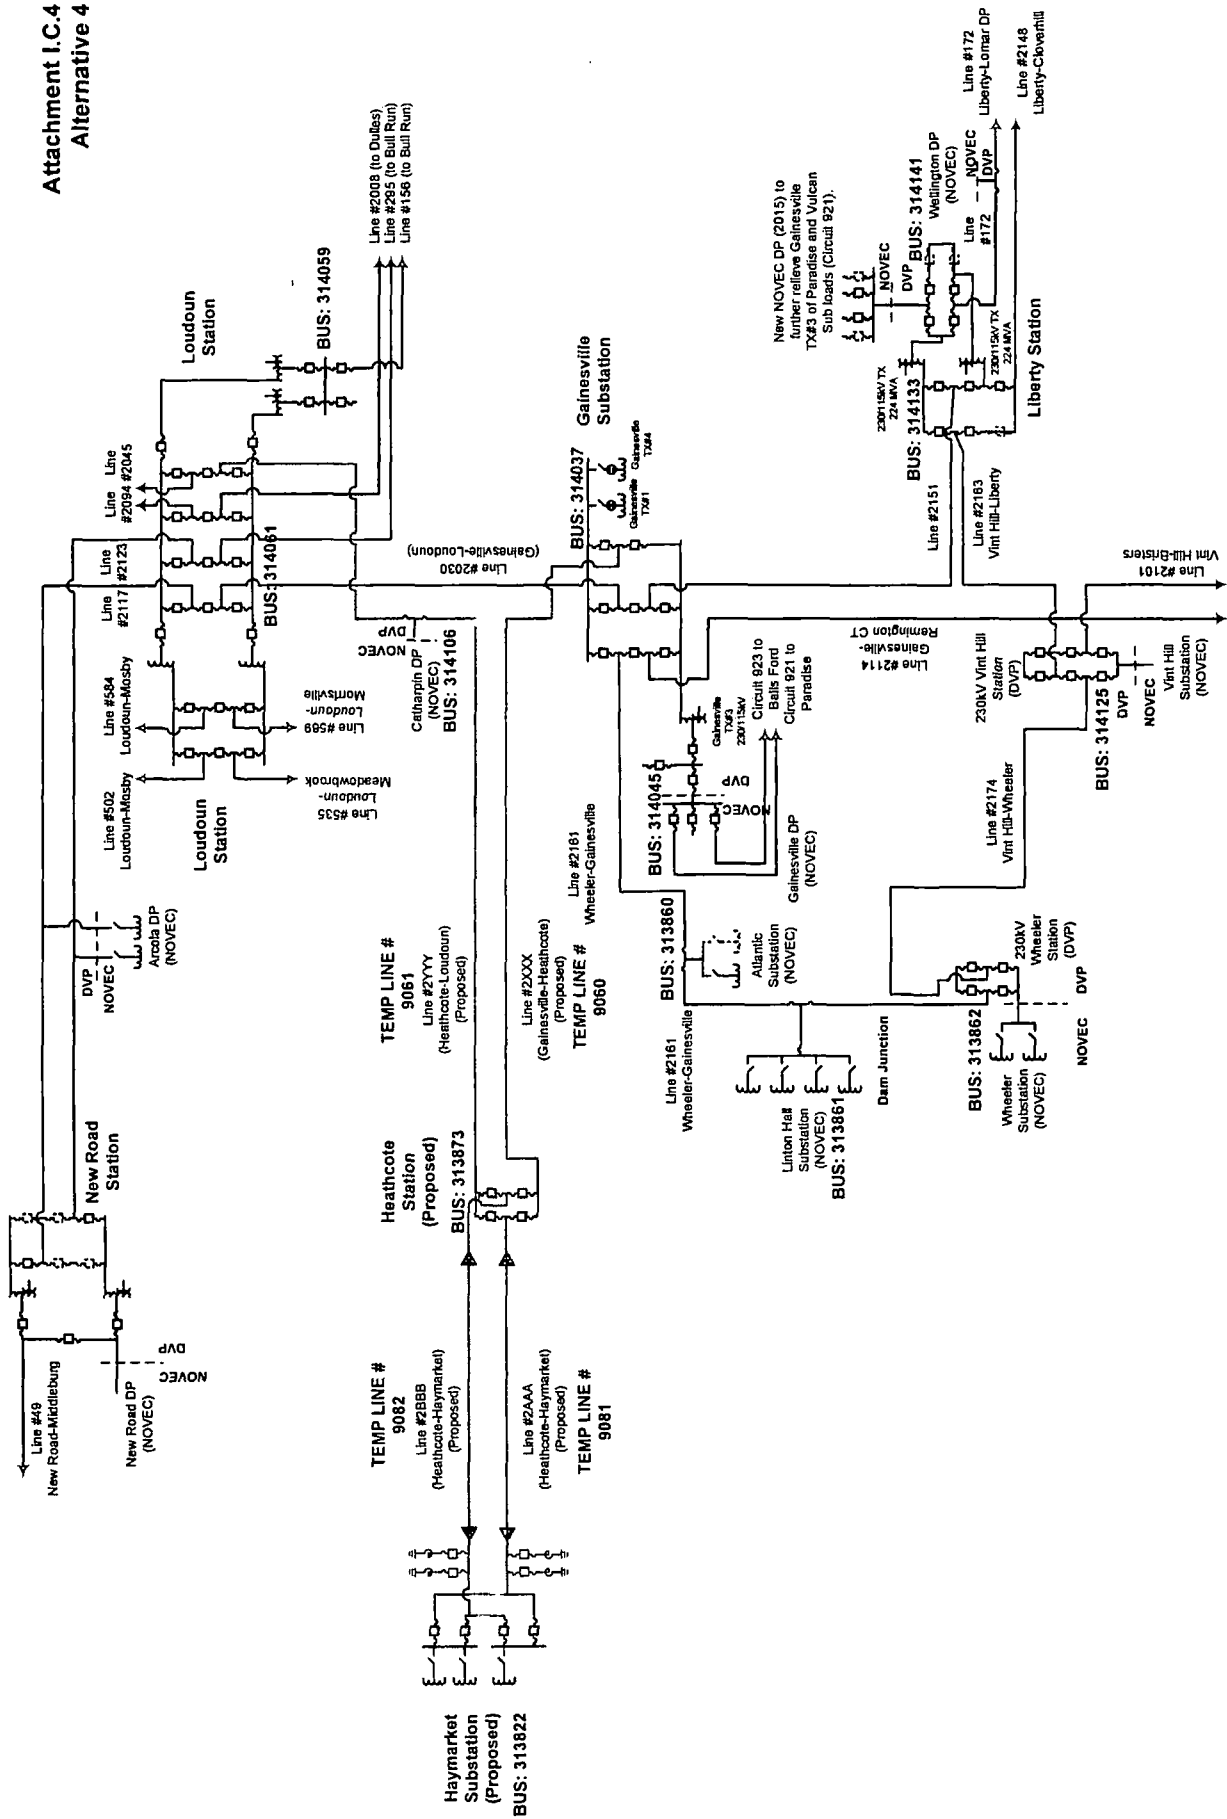 Attachment I.C.4
Alternative 4
Line #2008 (to Dulles)
Line #295 (to Bull Run)
Line #156 (to Bull Run)
Loudoun
Station
BUS: 314059
Line
#2045
Line
#2094
Line
#2123
Line
#2117
BUS: 314061
Line #584
Loudoun-Mosby
Line #569
Loudoun-
Morrisville
Line #502
Loudoun-Mosby
Line #535
Loudoun-
Meadowbrook
Loudoun
Station
DVP
NOVEC
Arcola DP
(NOVEC)
New Road
Station
DVP
NOVEC
Line #49
New Road-Middleburg
New Road DP
(NOVEC)
Line #2030
(Gainesville-Loudoun)
DVP
NOVEC
Catharpin DP
(NOVEC)
BUS: 314106
TEMP LINE #
9061
Line #2YYY
(Heathcote-Loudoun)
(Proposed)
Line #2XXX
(Gainesville-Heathcote)
(Proposed)
TEMP LINE #
9060
Heathcote
Station
(Proposed)
BUS: 313873
TEMP LINE #
9082
Line #2BBB
(Heathcote-Haymarket)
(Proposed)
Line #2AAA
(Heathcote-Haymarket)
(Proposed)
TEMP LINE #
9081
Haymarket
Substation
(Proposed)
BUS: 313822
Gainesville
Substation
BUS: 314037
Gainesville
TX#1
Gainesville
TX#4
Line #2161
Wheeler-Gainesville
BUS: 314045
Gainesville
TX#3
230/115kV
DVP
NOVEC
Circuit 923 to
Balls Ford
Circuit 921 to
Paradise
Gainesville DP
(NOVEC)
Line #2114
Gainesville-
Remington CT
BUS: 313860
Atlantic
Substation
(NOVEC)
Line #2161
Wheeler-Gainesville
Linton Hall
Substation
(NOVEC)
BUS: 313861
Dam Junction
230kV
Wheeler
Station
(DVP)
BUS: 313862
Wheeler
Substation
(NOVEC)
DVP
NOVEC
Line #2174
Vint Hill-Wheeler
230kV Vint Hill
Station
(DVP)
BUS: 314125
DVP
NOVEC
Vint Hill
Substation
(NOVEC)
Line #2101
Vint Hill-Bristers
Line #2151
Line #2163
Vint Hill-Liberty
New NOVEC DP (2015) to
further relieve Gainesville
TX#3 of Paradise and Vulcan
Sub loads (Circuit 921).
NOVEC
DVP
BUS: 314141
Wellington DP
(NOVEC)
Line
#172
NOVEC
DVP
Line #172
Liberty-Lomar DP
Line #2148
Liberty-Cloverhill
230/115kV TX
224 MVA
BUS: 314133
230/115kV TX
224 MVA
Liberty Station